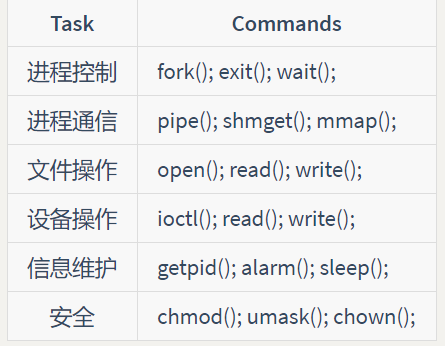 Task Commands
进程控制 fork(); exit(); wait();
进程通信 pipe(); shmget(); mmap();
文件操作 open(); read(); write();
设备操作 ioctl(); read(); write();
信息维护 getpid(); alarm(); sleep();
安全 chmod(); umask(); chown();